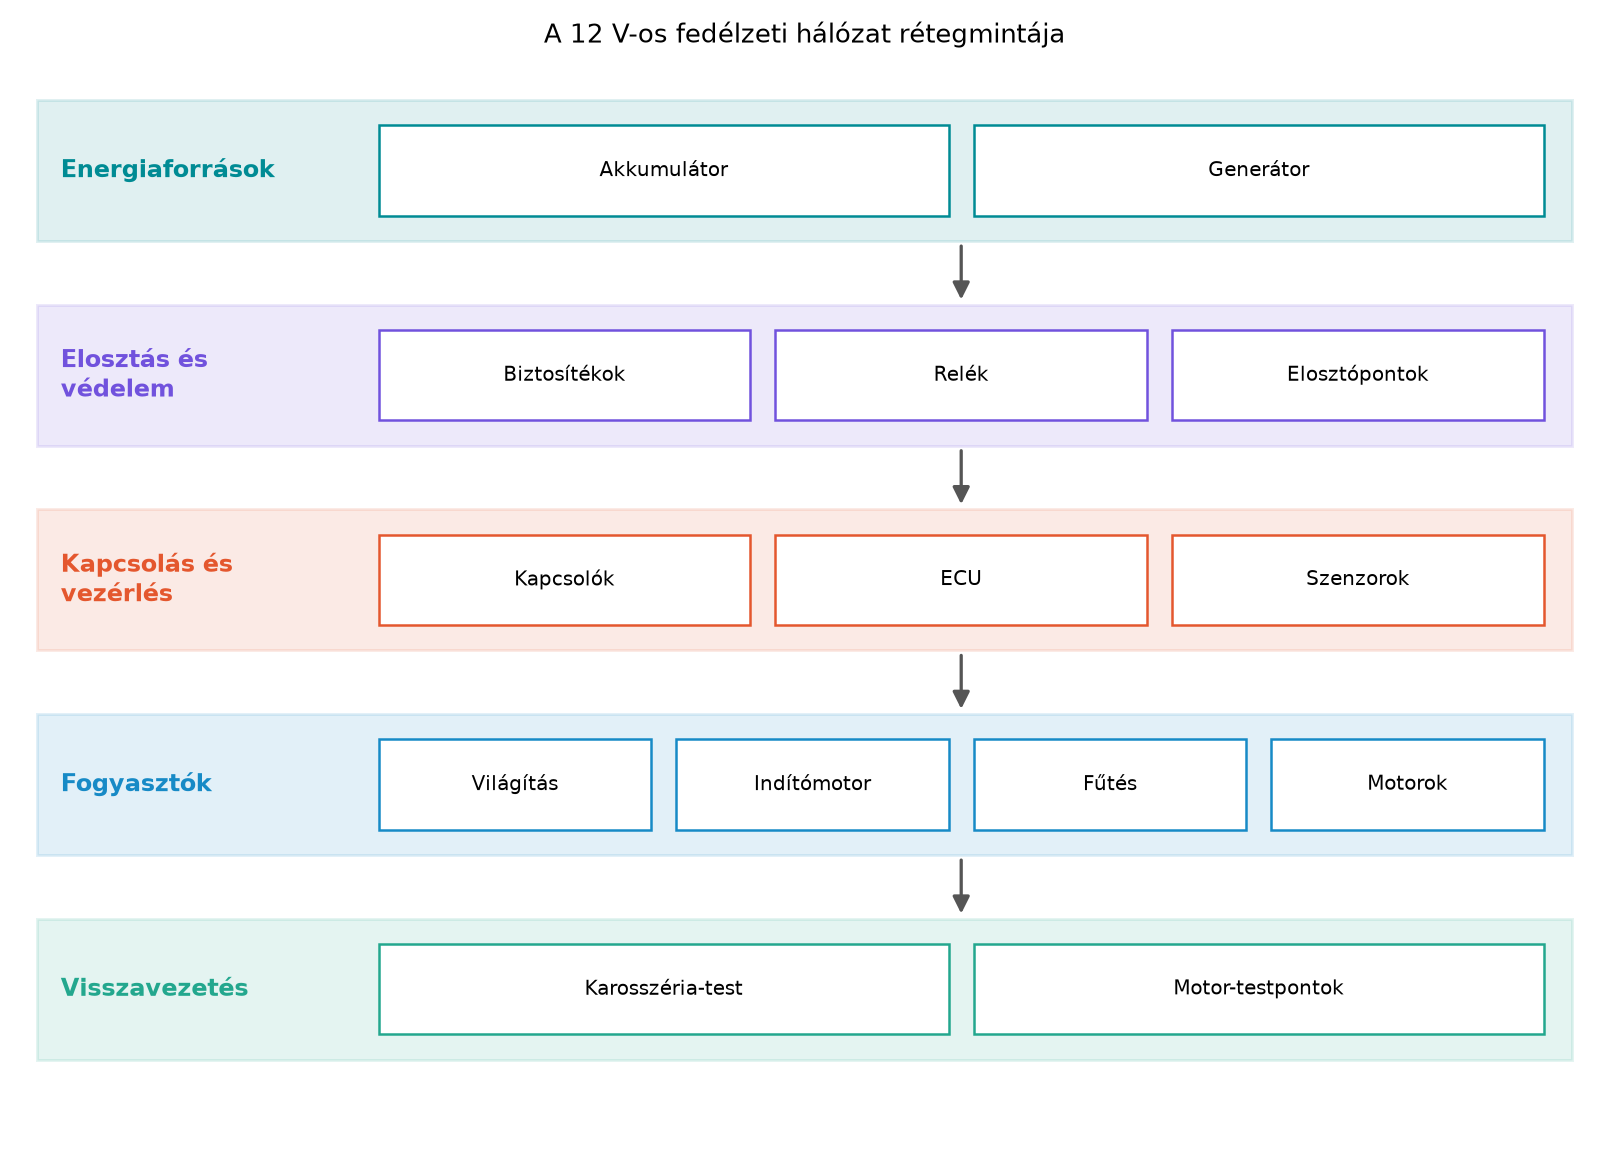 A 12 V-os fedélzeti hálózat rétegmintája
Energiaforrások
Akkumulátor
Generátor
Elosztás és
védelem
Biztosítékok
Relék
Elosztópontok
Kapcsolás és
vezérlés
Kapcsolók
ECU
Szenzorok
Fogyasztók
Világítás
Indítómotor
Fűtés
Motorok
Visszavezetés
Karosszéria-test
Motor-testpontok